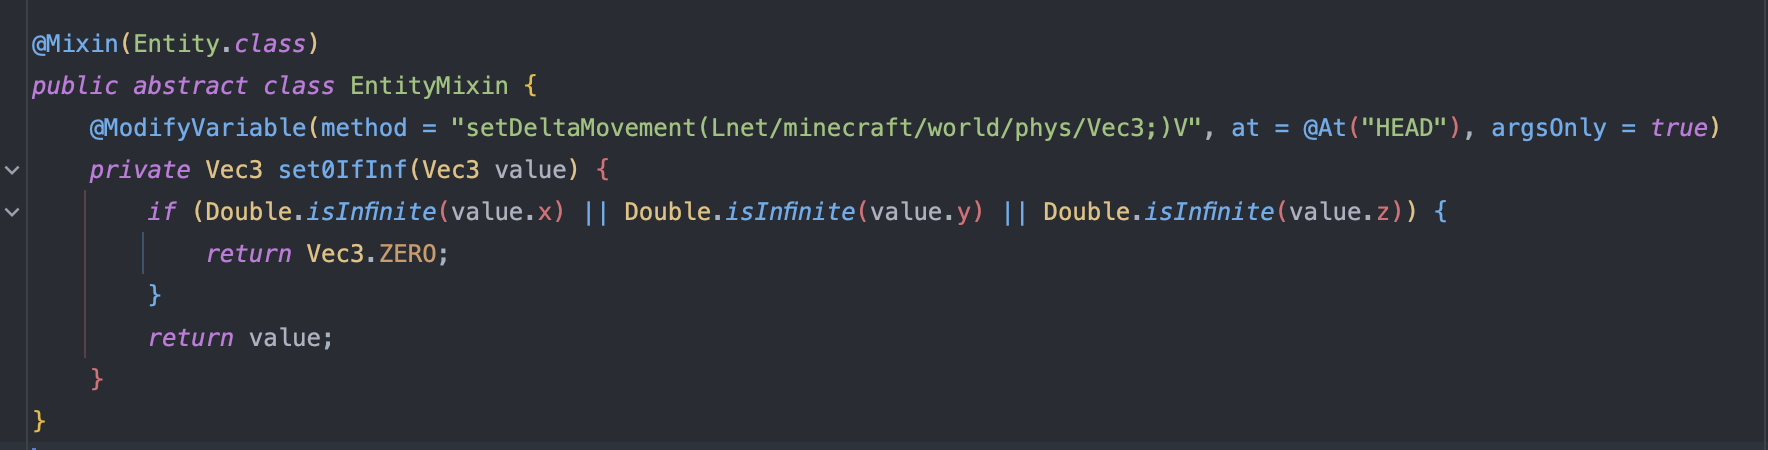 @Mixin(Entity.class)
public abstract class EntityMixin {
@ModifyVariable(method = "setDeltaMovement(Lnet/minecraft/world/phys/Vec3;)V", at = @At("HEAD"), argsOnly = true)
private Vec3 set0IfInf(Vec3 value) {
if (Double.isInfinite(value.x) || Double.isInfinite(value.y) || Double.isInfinite(value.z)) {
return Vec3.ZERO;
}
return value;
}
}